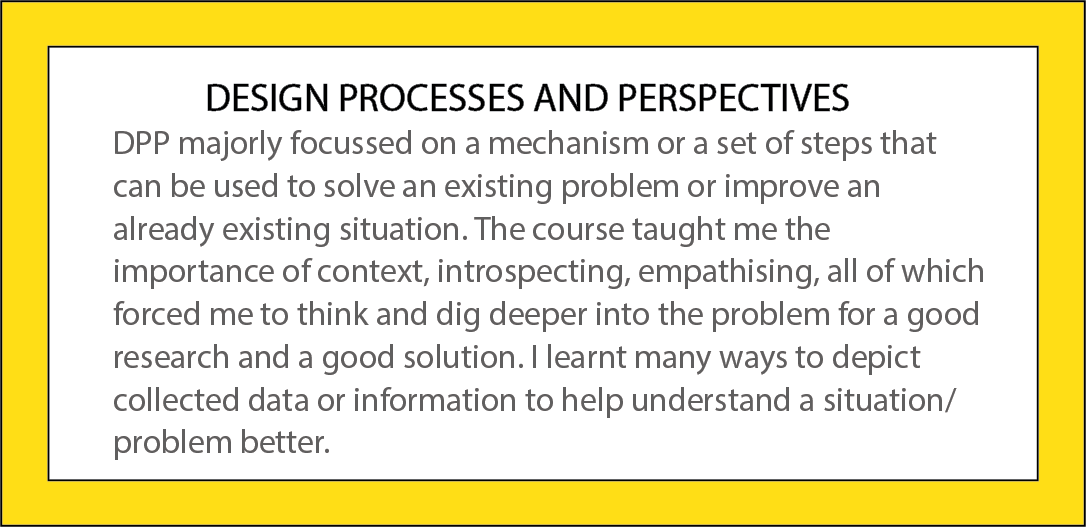 DESIGN PROCESSES AND PERSPECTIVES
DPP majorly focussed on a mechanism or a set of steps that
can be used to solve an existing problem or improve an
already existing situation. The course taught me the
importance of context, introspecting, empathising, all of which
forced me to think and dig deeper into the problem for a good
research and a good solution. I learnt many ways to depict
collected data or information to help understand a situation/
problem better.